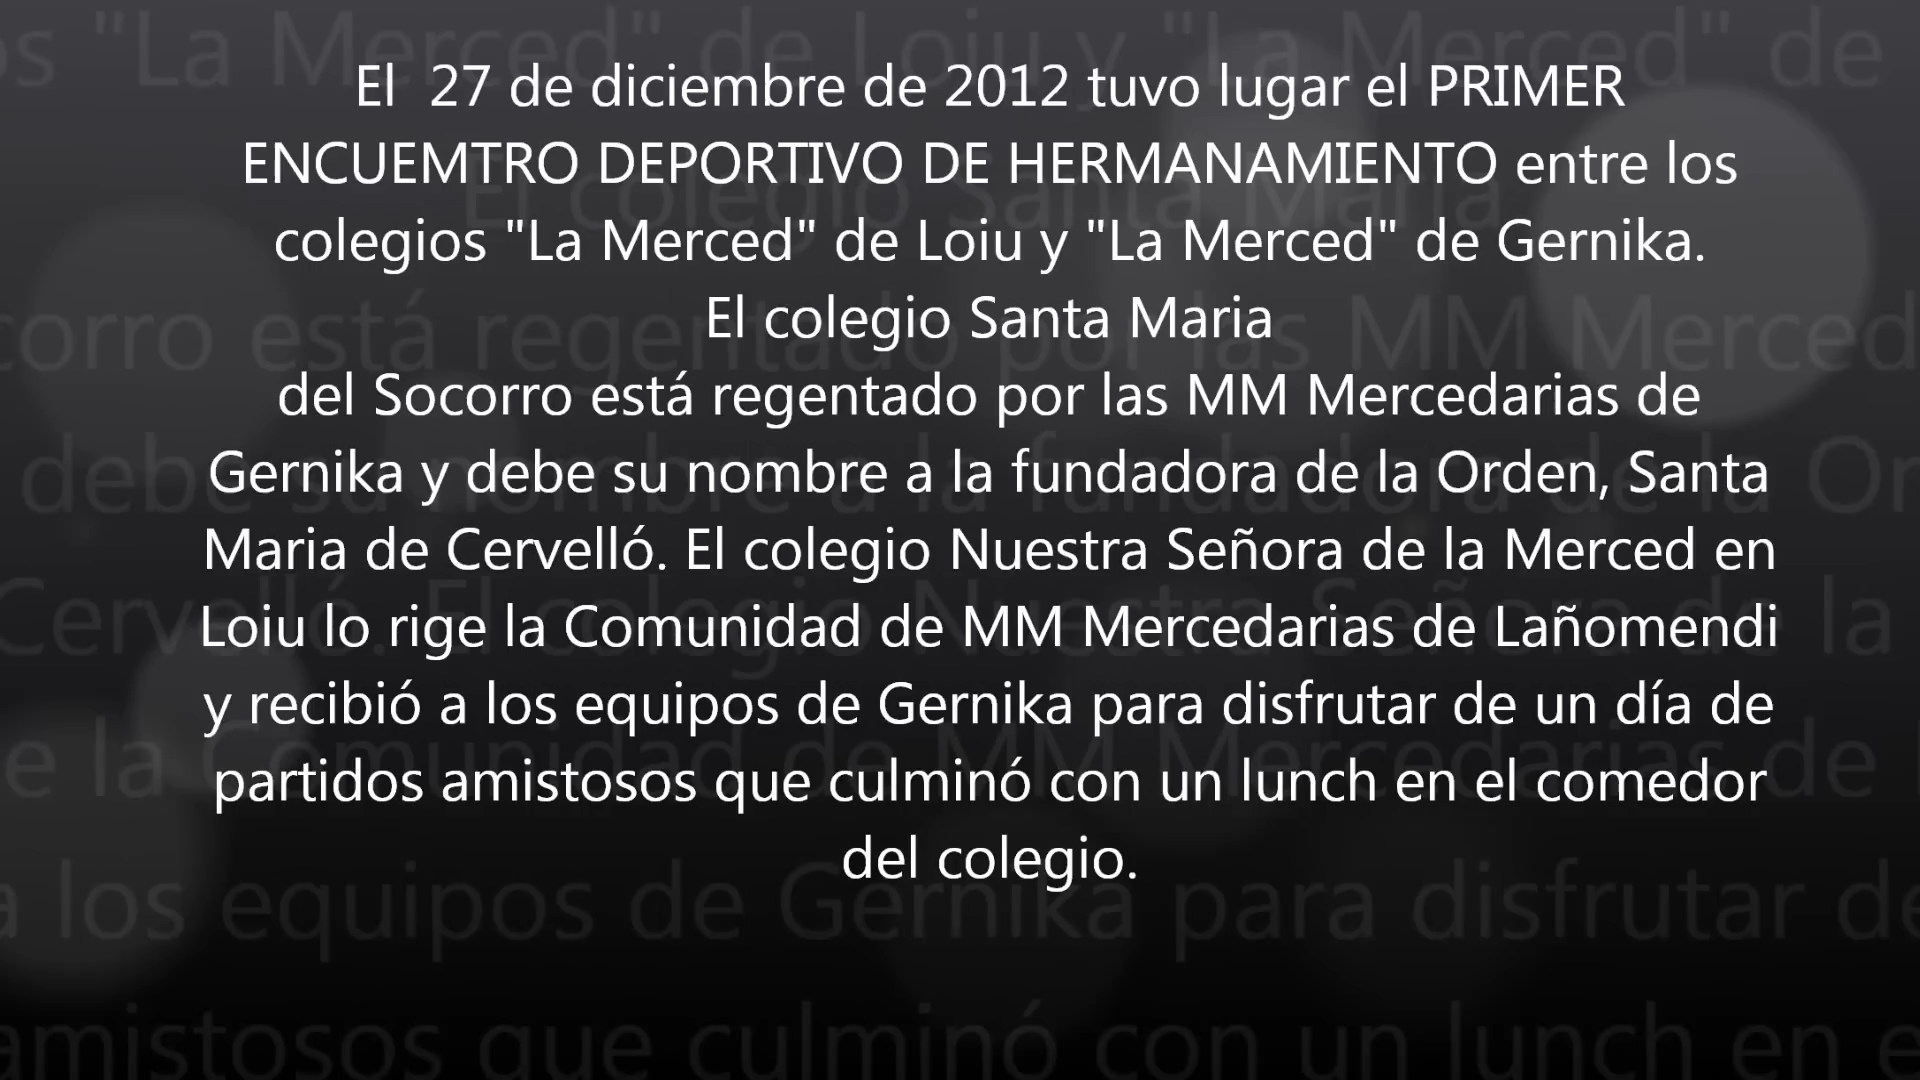 El  27 de diciembre de 2012 tuvo lugar el PRIMER
ENCUEMTRO DEPORTIVO DE HERMANAMIENTO entre los
colegios "La Merced" de Loiu y "La Merced" de Gernika.
El colegio Santa Maria
del Socorro está regentado por las MM Mercedarias de
Gernika y debe su nombre a la fundadora de la Orden, Santa
Maria de Cervelló. El colegio Nuestra Señora de la Merced en
Loiu lo rige la Comunidad de MM Mercedarias de Lañomendi
y recibió a los equipos de Gernika para disfrutar de un día de
partidos amistosos que culminó con un lunch en el comedor
del colegio.